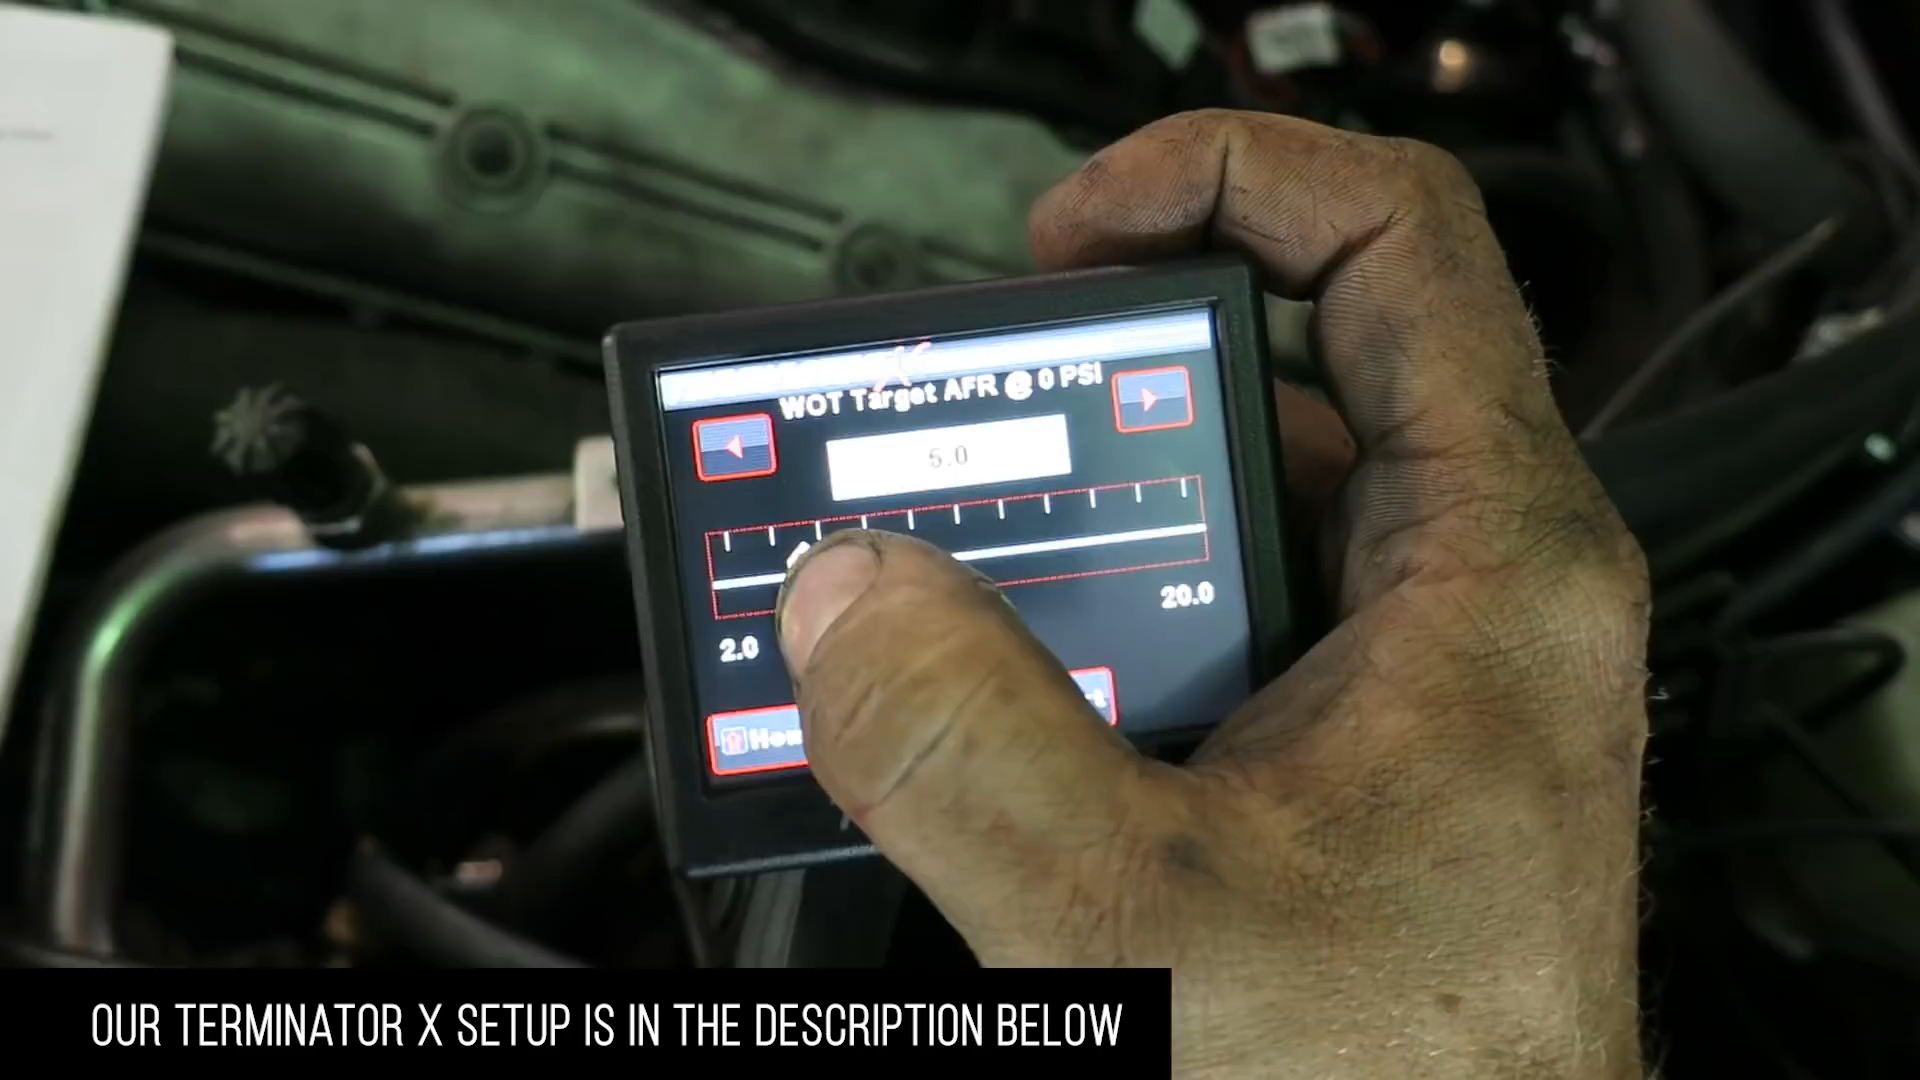 WOT Target AFR @ 0 PSI
5.0
20.0
2.0
OUR TERMINATOR X SETUP IS IN THE DESCRIPTION BELOW